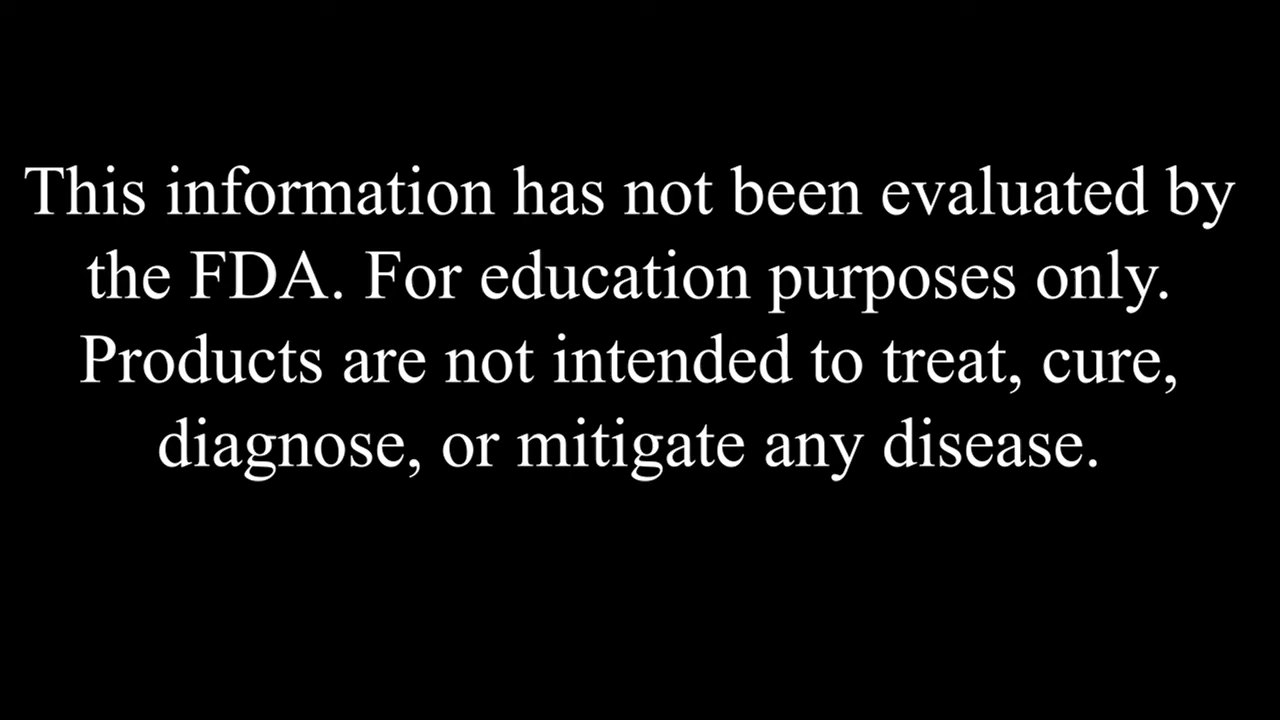 This information has not been evaluated by
the FDA. For education purposes only.
Products are not intended to treat, cure,
diagnose, or mitigate any disease.